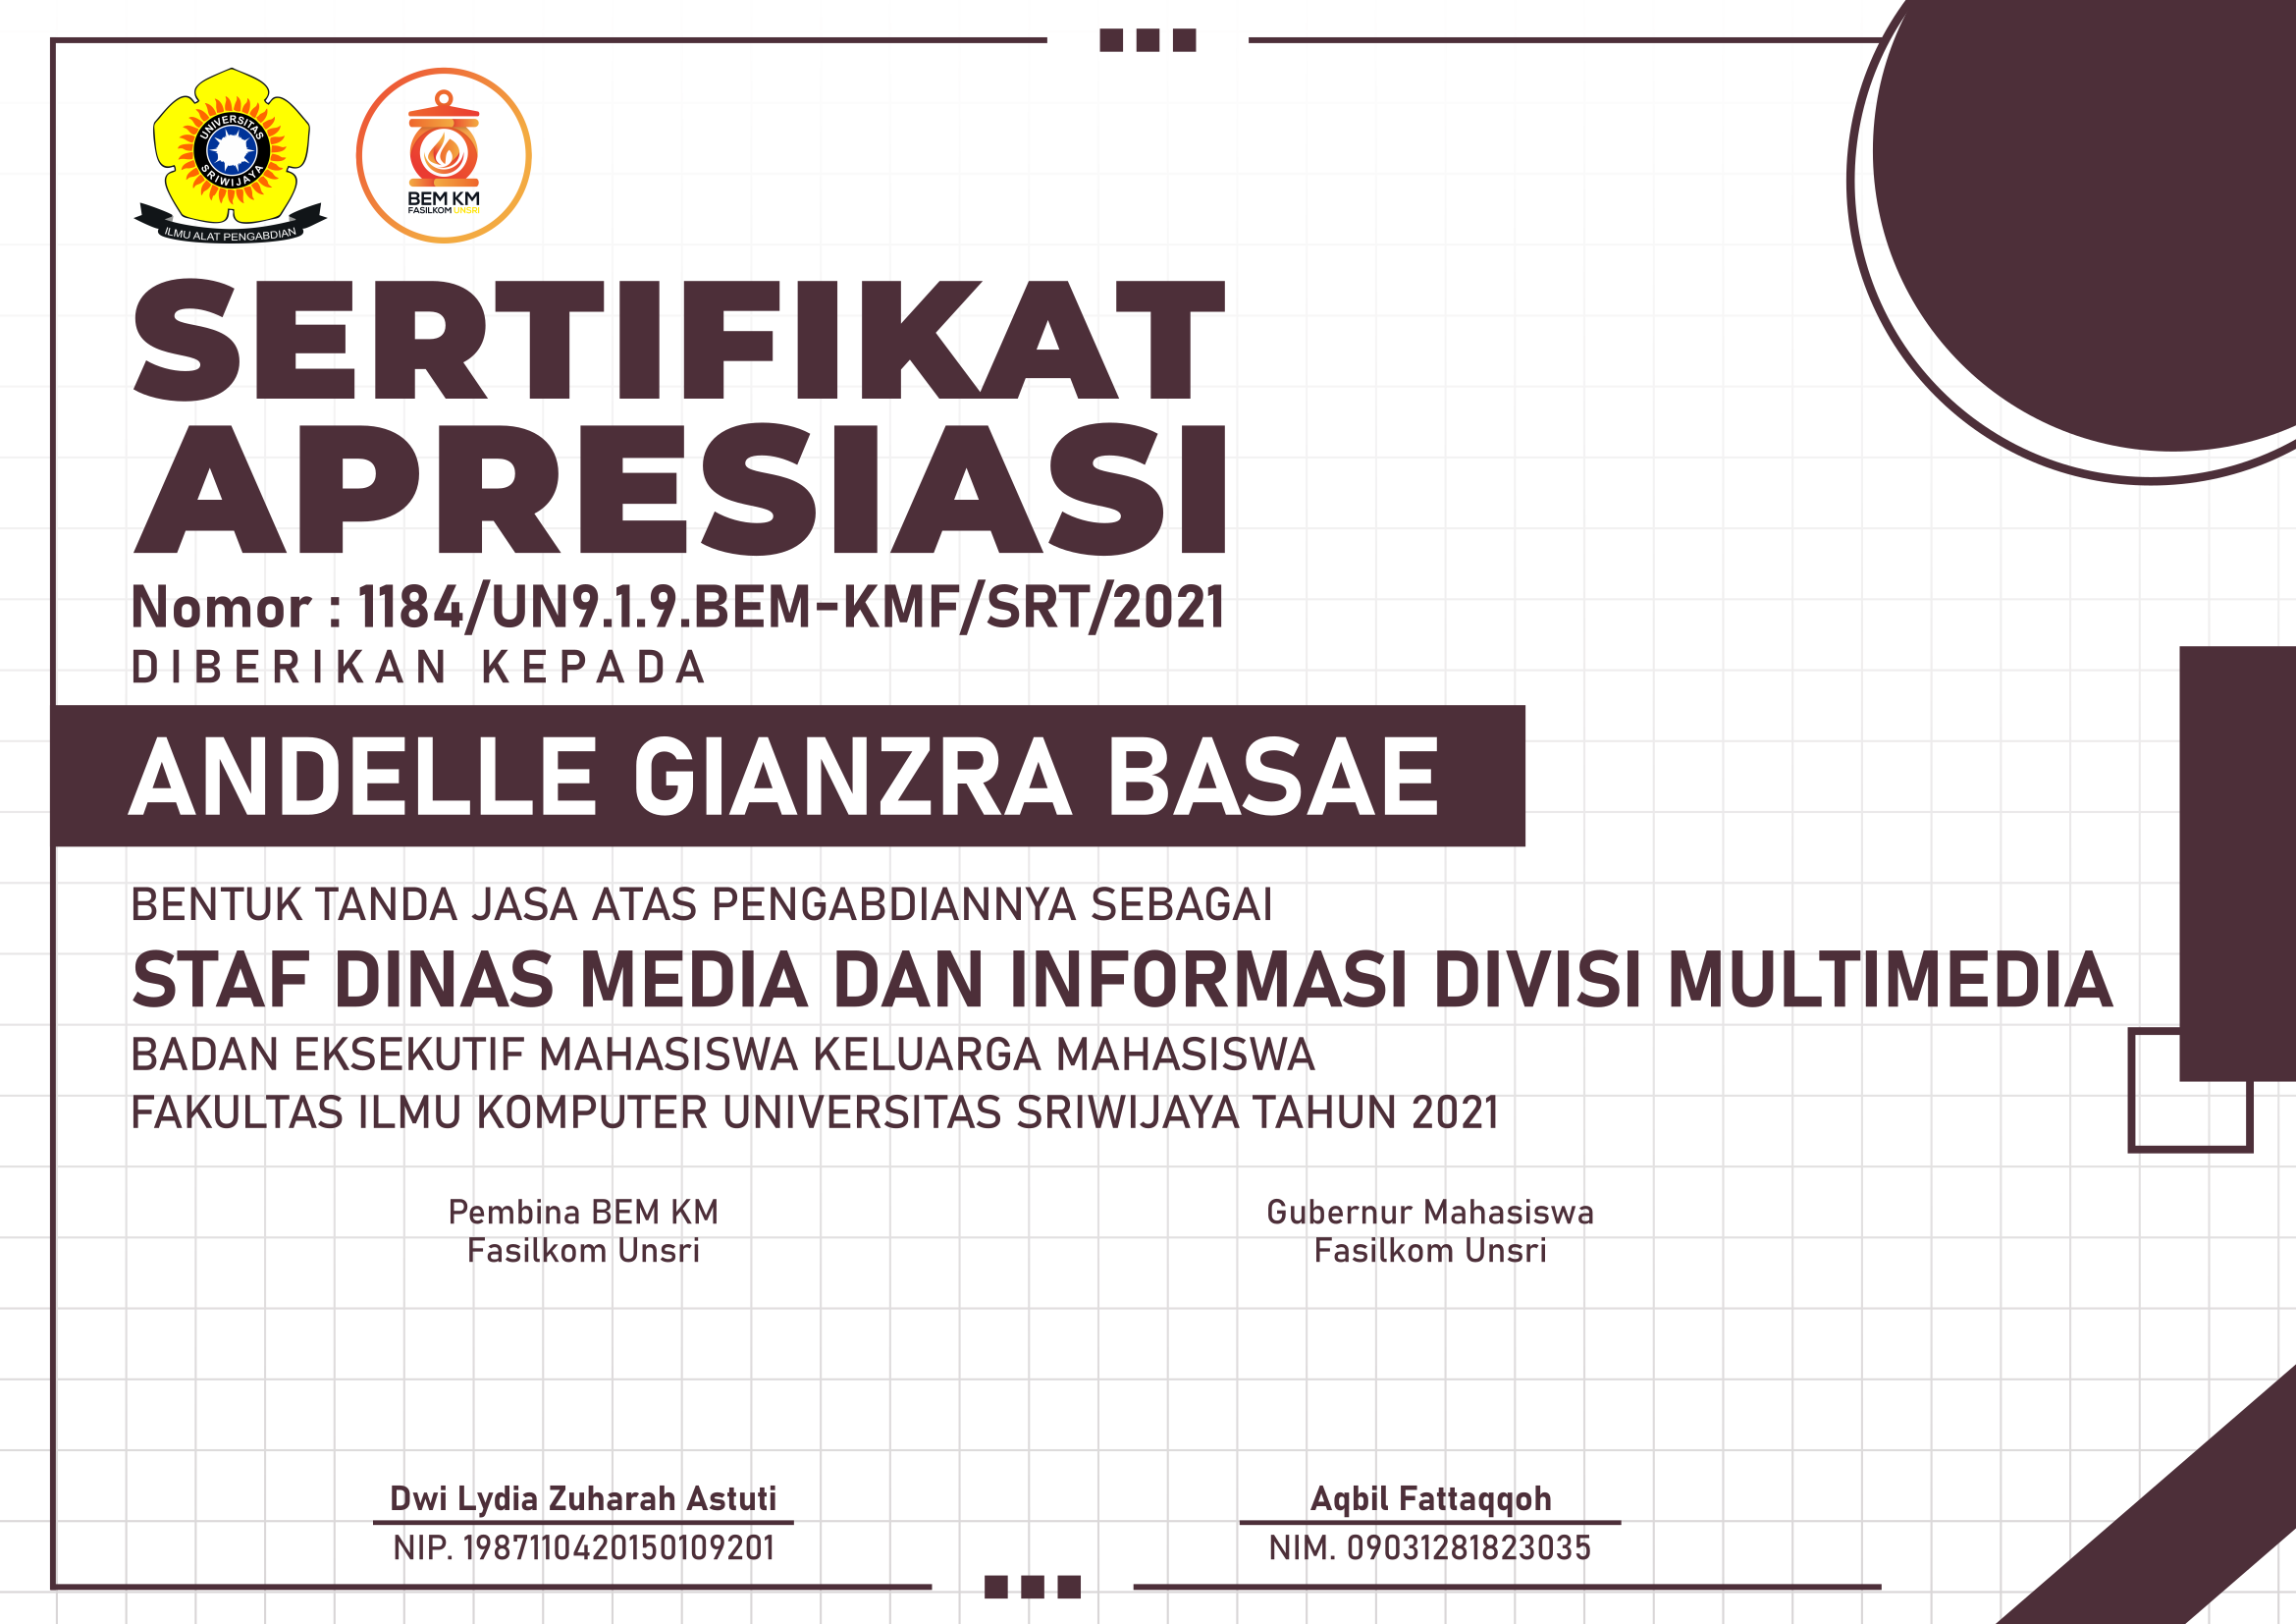 UNIVERSITAS
SRIWIJAYA
ILMU ALAT PENGABDIAN
BEM KM
FASILKOM UNSRI
SERTIFIKAT
APRESIASI
Nomor : 1184/UN9.1.9.BEM-KMF/SRT/2021
DIBERIKAN KEPADA
ANDELLE GIANZRA BASAE
BENTUK TANDA JASA ATAS PENGABDIANNYA SEBAGAI
STAF DINAS MEDIA DAN INFORMASI DIVISI MULTIMEDIA
BADAN EKSEKUTIF MAHASISWA KELUARGA MAHASISWA
FAKULTAS ILMU KOMPUTER UNIVERSITAS SRIWIJAYA TAHUN 2021
Pembina BEM KM
Fasilkom Unsri
Dwi Lydia Zuharah Astuti
NIP. 1987110420150109201
Gubernur Mahasiswa
Fasilkom Unsri
Aqbil Fattaqqoh
NIM. 09031281823035